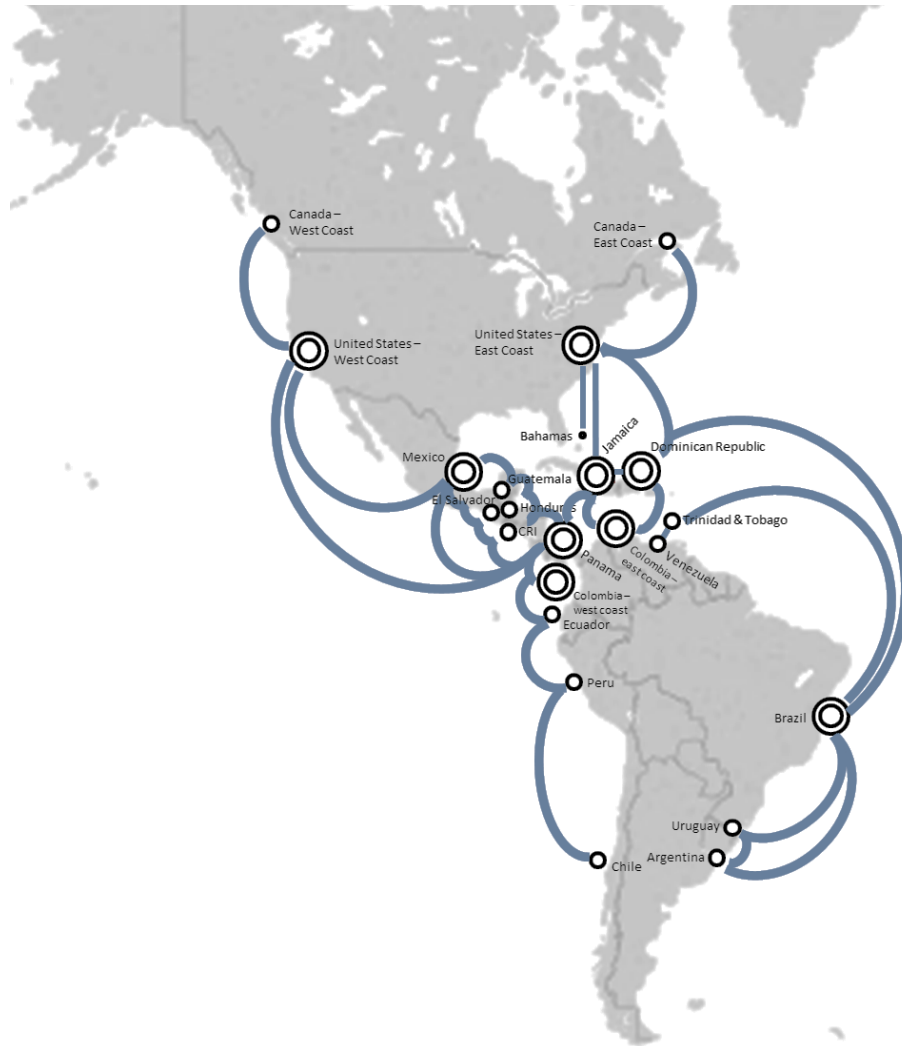 Canada –
West Coast
Canada –
East Coast
United States –
West Coast
United States –
East Coast
Bahamas
Jamaica
Dominican Republic
Mexico
Guatemala
El Salvador
Honduras
CRI
Trinidad & Tobago
Venezuela
Panama
Colombia –
east coast
Colombia –
west coast
Ecuador
Peru
Brazil
Uruguay
Argentina
Chile